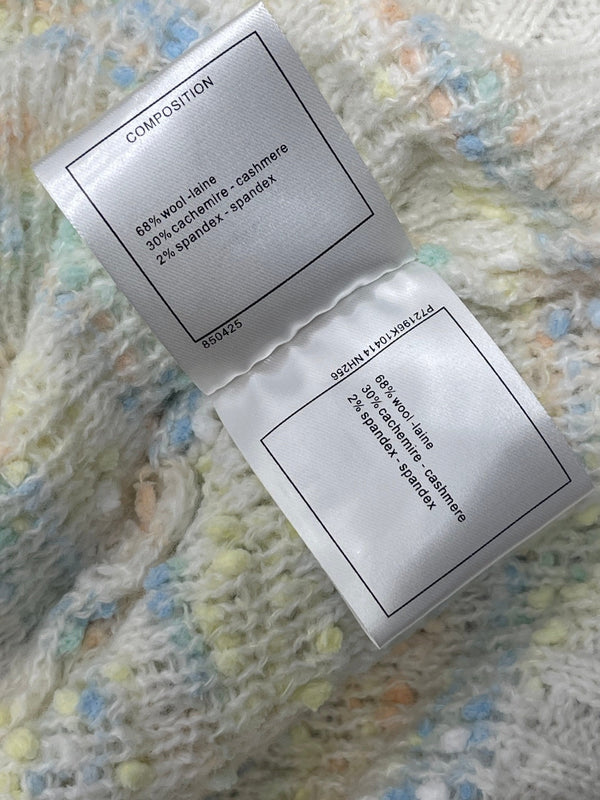 COMPOSITION
68% wool -laine
30% cachemire - cashmere
2% spandex - spandex
850425
P72196K10414 NH256
68% wool -laine
30% cachemire - cashmere
2% spandex - spandex